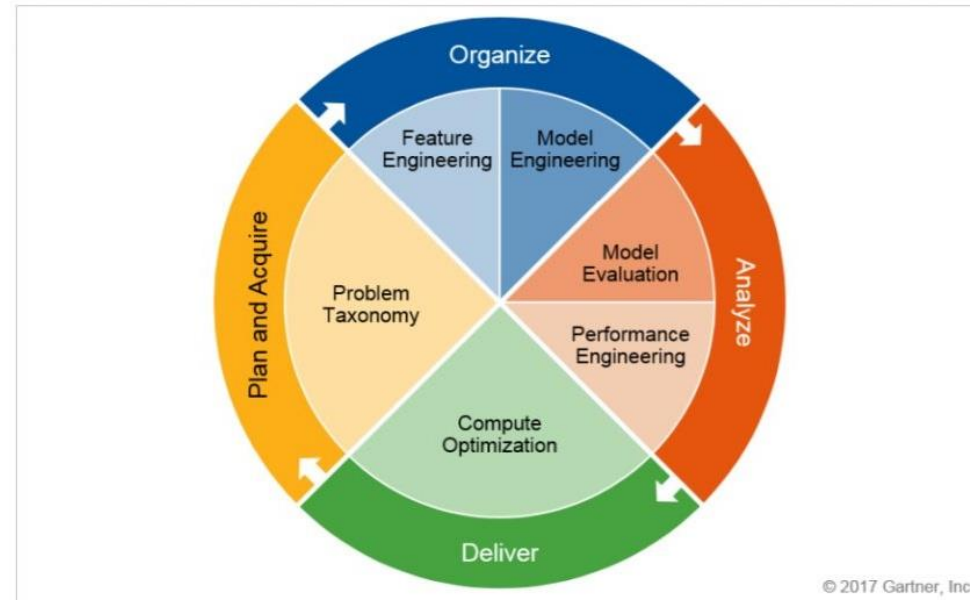 Organize
Feature
Engineering
Model
Engineering
Plan and Acquire
Problem
Taxonomy
Model
Evaluation
Analyze
Performance
Engineering
Compute
Optimization
Deliver
© 2017 Gartner, Inc